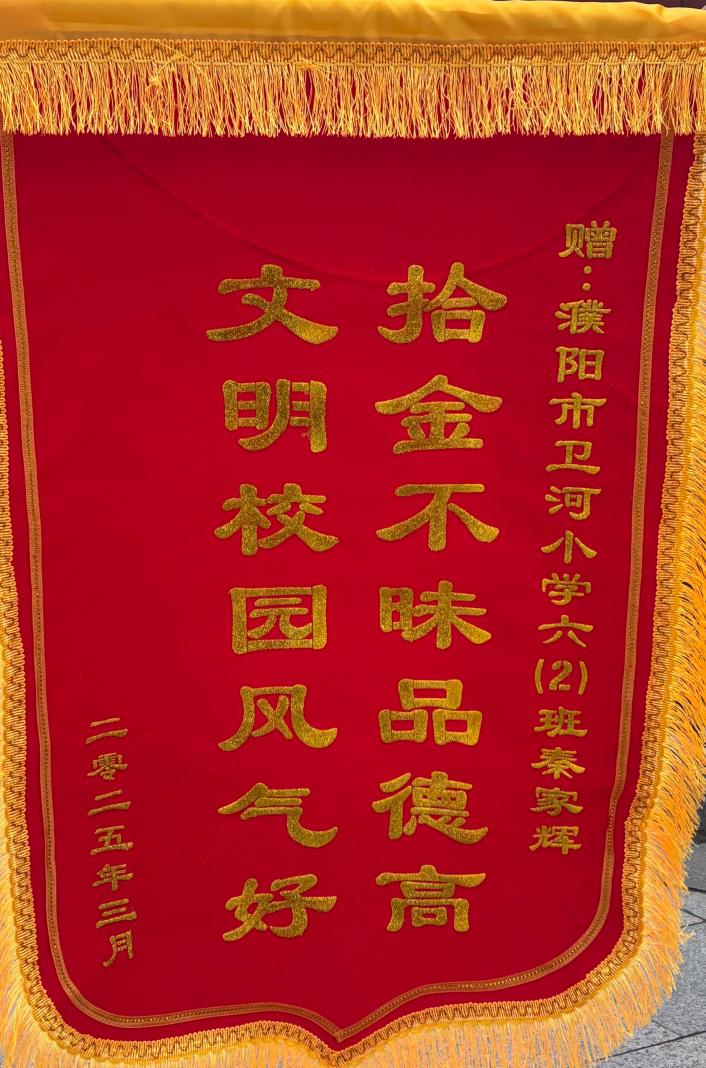 赠：濮阳市卫河小学六(2)班秦家辉
拾金不昧品德高
文明校园风气好
二零二五年三月